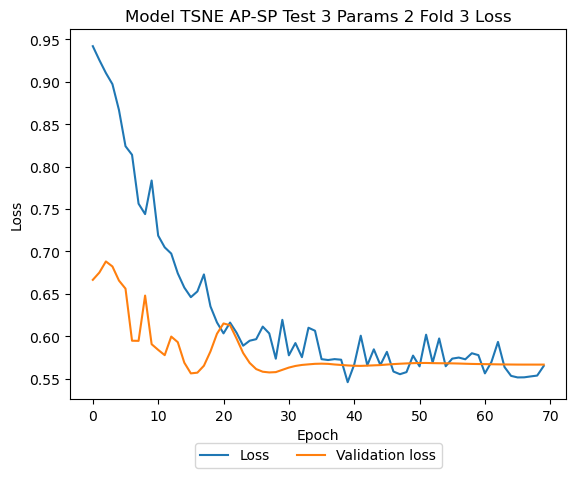 Model TSNE AP-SP Test 3 Params 2 Fold 3 Loss
0.95
0.90
0.85
0.80
0.75
0.70
0.65
0.60
0.55
Loss
0 10 20 30 40 50 60 70
Epoch
Loss Validation loss